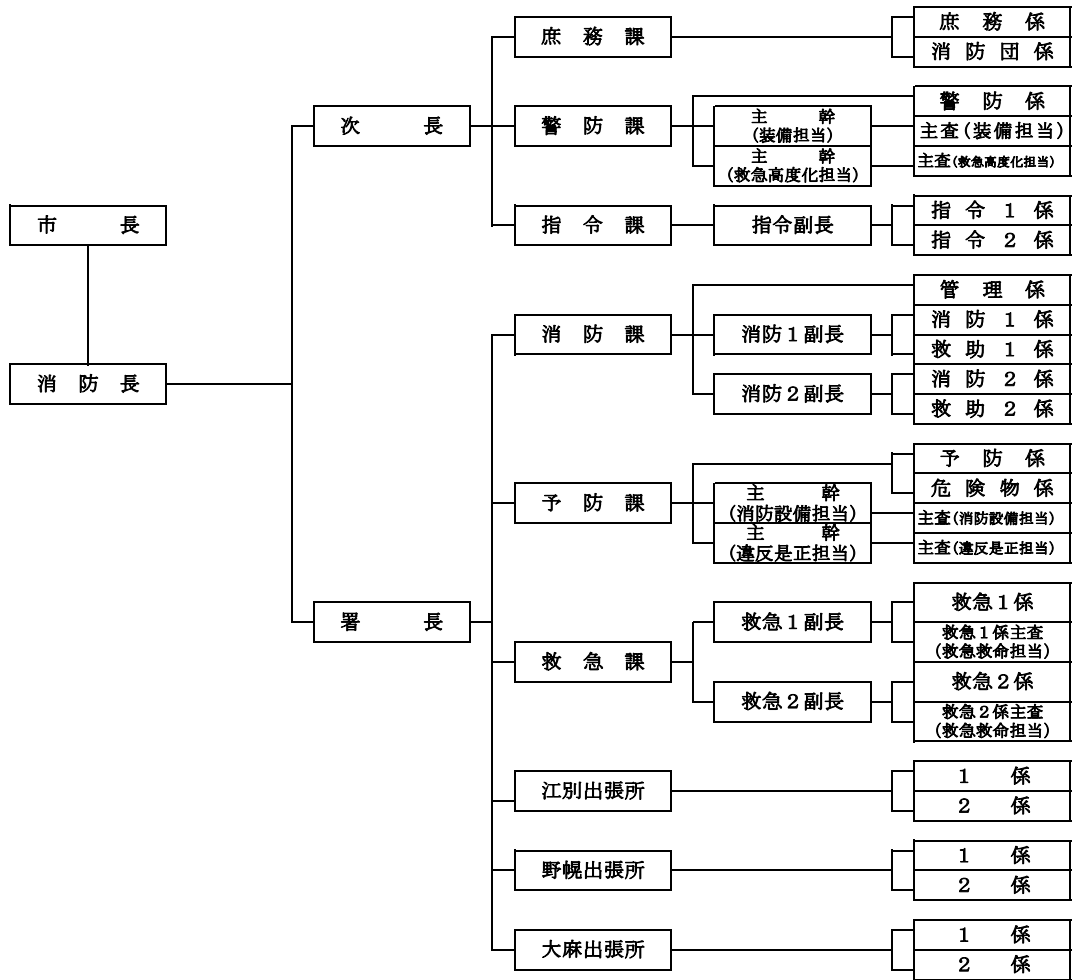 庶務課
庶務係
消防団係
次長
警防課
主幹
(装備担当)
主幹
(救急高度化担当)
警防係
主査(装備担当)
主査(救急高度化担当)
市長
指令課
指令副長
指令1係
指令2係
消防長
消防課
消防1副長
消防2副長
管理係
消防1係
救助1係
消防2係
救助2係
予防課
主幹
(消防設備担当)
主幹
(違反是正担当)
予防係
危険物係
主査(消防設備担当)
主査(違反是正担当)
署長
救急課
救急1副長
救急1係
救急1係主査
(救急救命担当)
救急2副長
救急2係
救急2係主査
(救急救命担当)
江別出張所
1係
2係
野幌出張所
1係
2係
大麻出張所
1係
2係